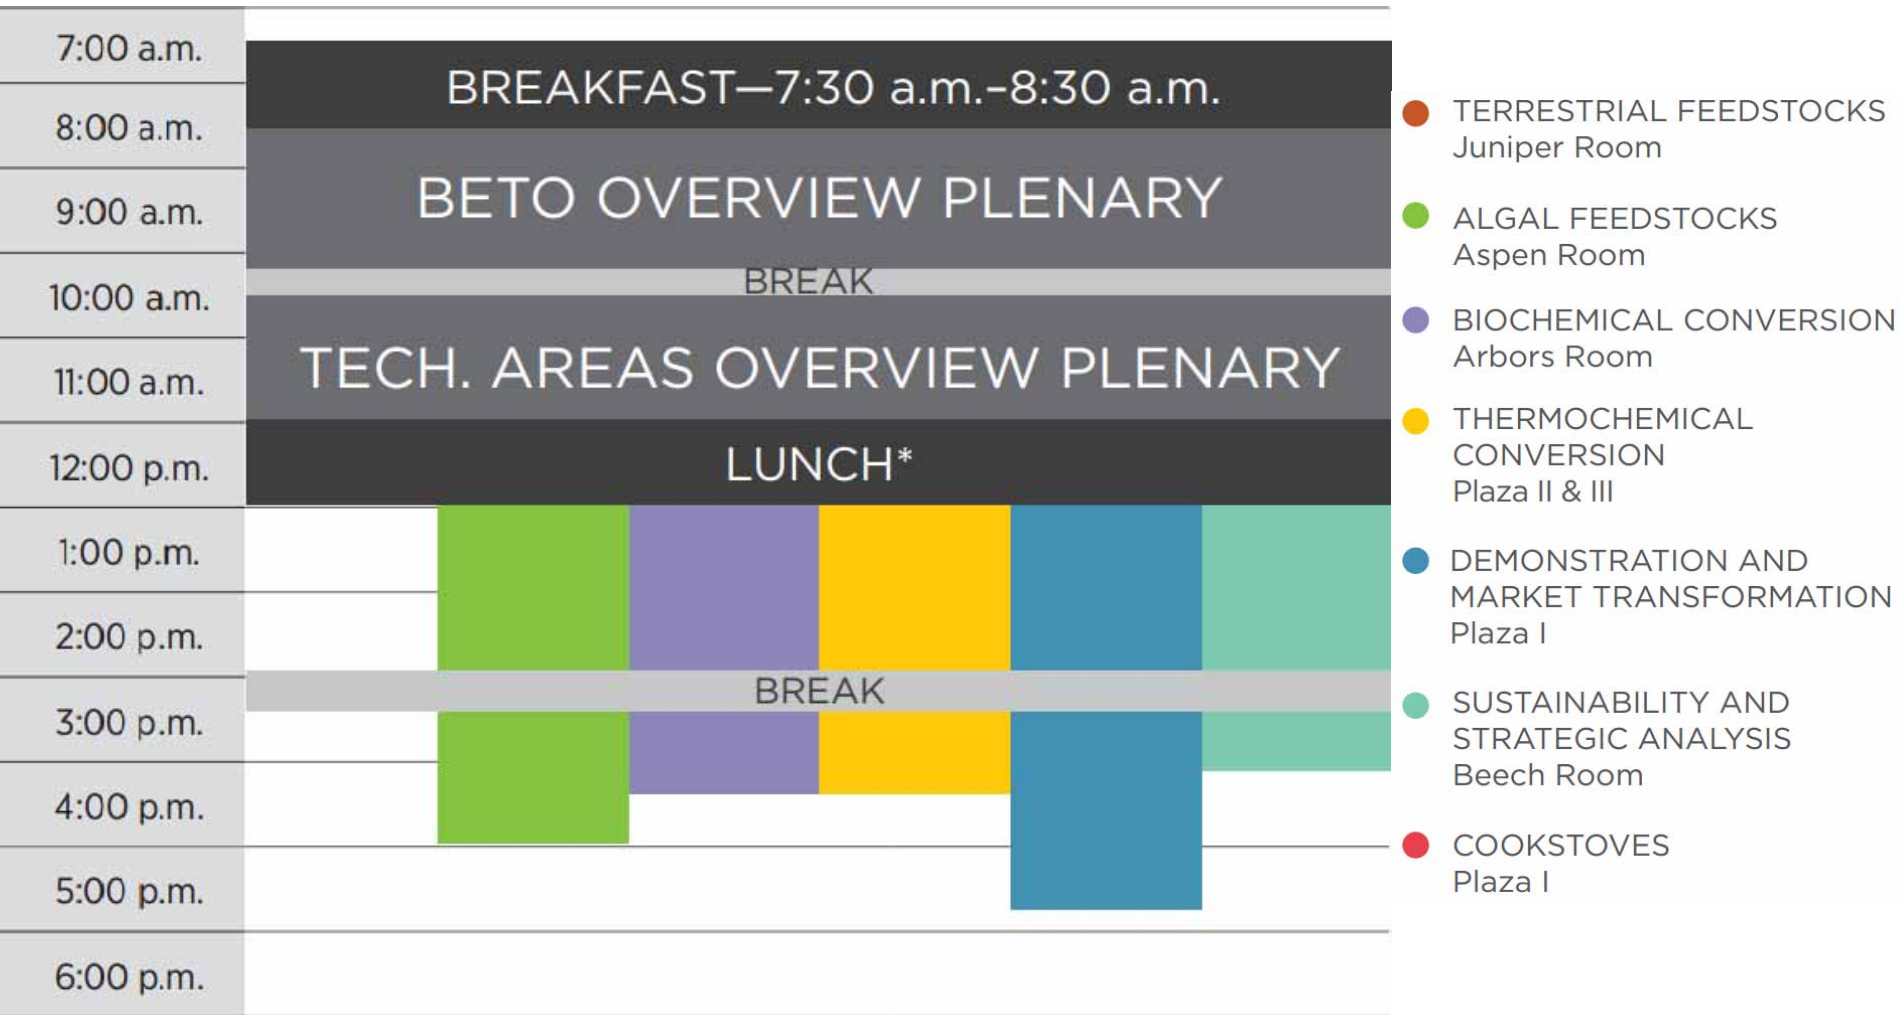 7:00 a.m.
BREAKFAST—7:30 a.m.–8:30 a.m.
8:00 a.m.
BETO OVERVIEW PLENARY
9:00 a.m.
BREAK
10:00 a.m.
TECH. AREAS OVERVIEW PLENARY
11:00 a.m.
LUNCH*
12:00 p.m.
1:00 p.m.
2:00 p.m.
BREAK
3:00 p.m.
4:00 p.m.
5:00 p.m.
6:00 p.m.
TERRESTRIAL FEEDSTOCKS
Juniper Room
ALGAL FEEDSTOCKS
Aspen Room
BIOCHEMICAL CONVERSION
Arbors Room
THERMOCHEMICAL
CONVERSION
Plaza II & III
DEMONSTRATION AND
MARKET TRANSFORMATION
Plaza I
SUSTAINABILITY AND
STRATEGIC ANALYSIS
Beech Room
COOKSTOVES
Plaza I